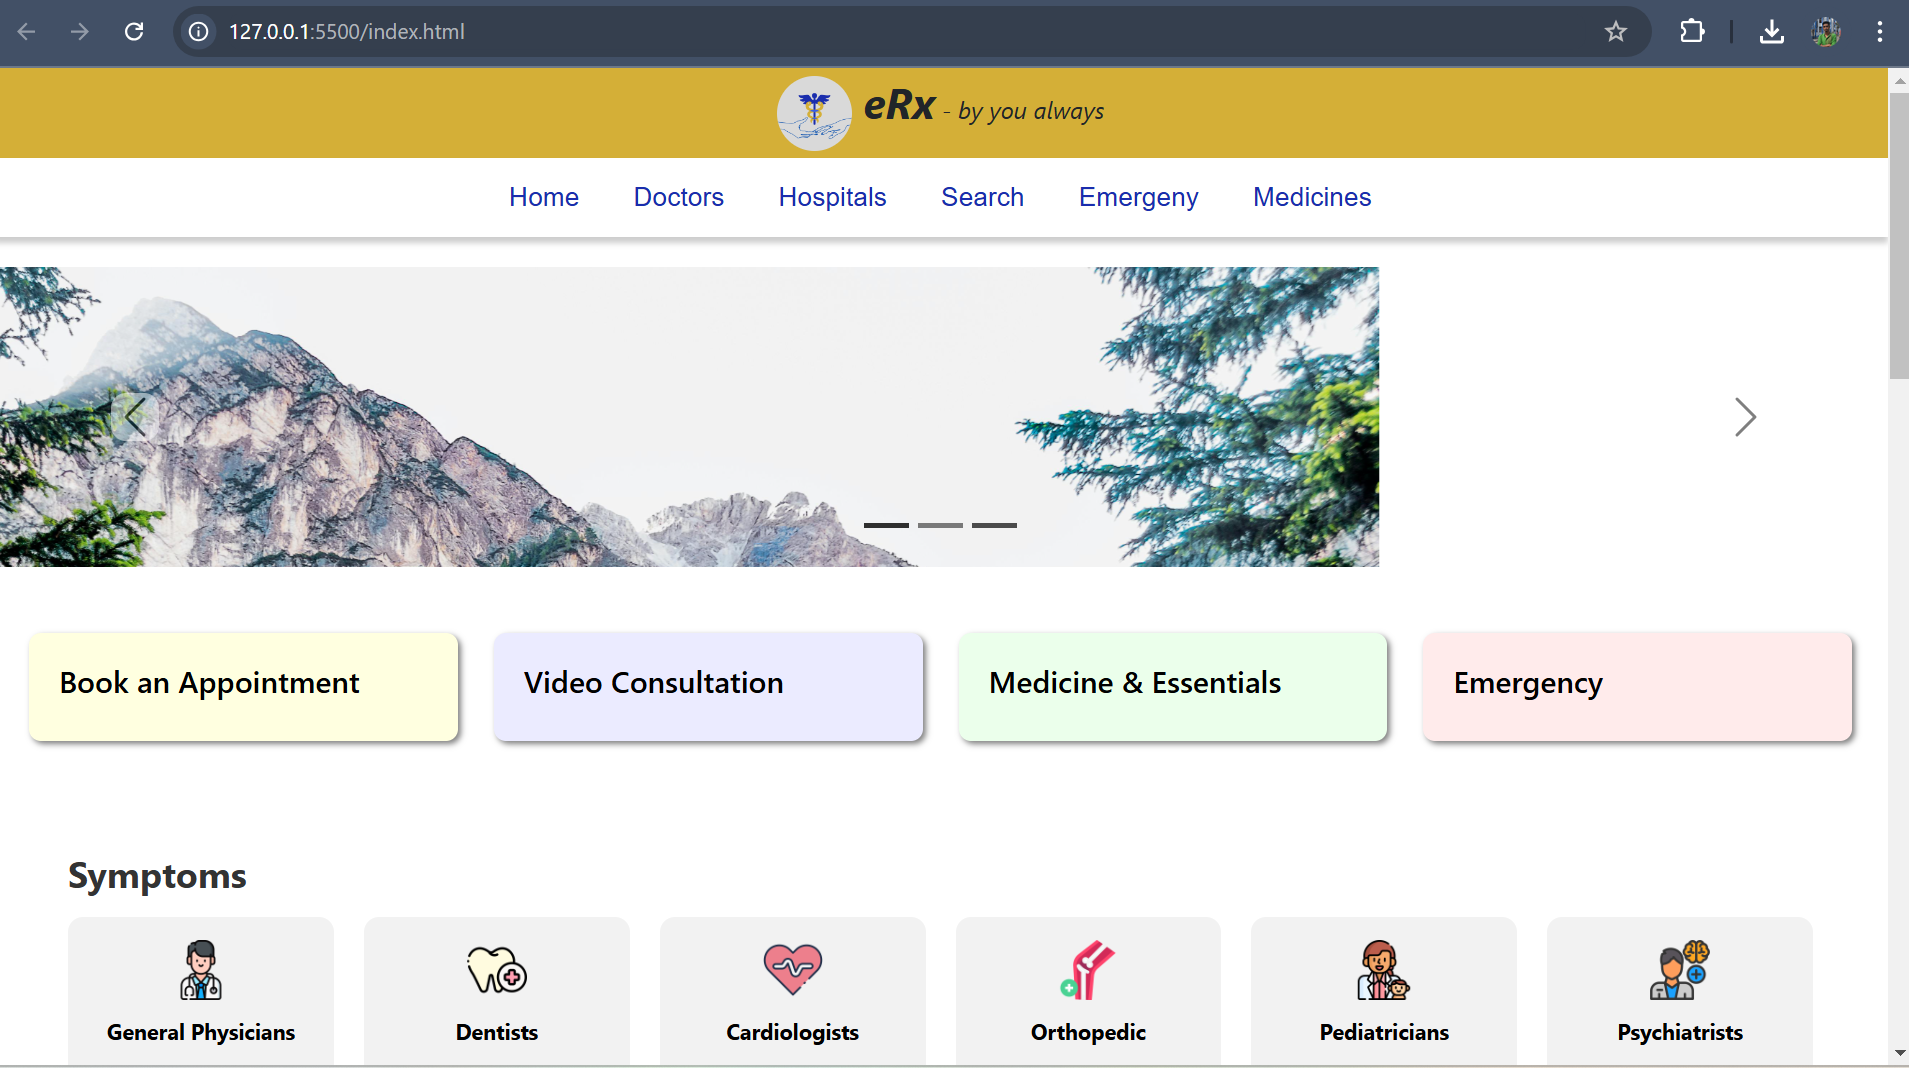 127.0.0.1:5500/index.html
eRx - by you always
Home Doctors Hospitals Search Emergeny Medicines
Book an Appointment Video Consultation Medicine & Essentials Emergency
Symptoms
General Physicians Dentists Cardiologists Orthopedic Pediatricians Psychiatrists